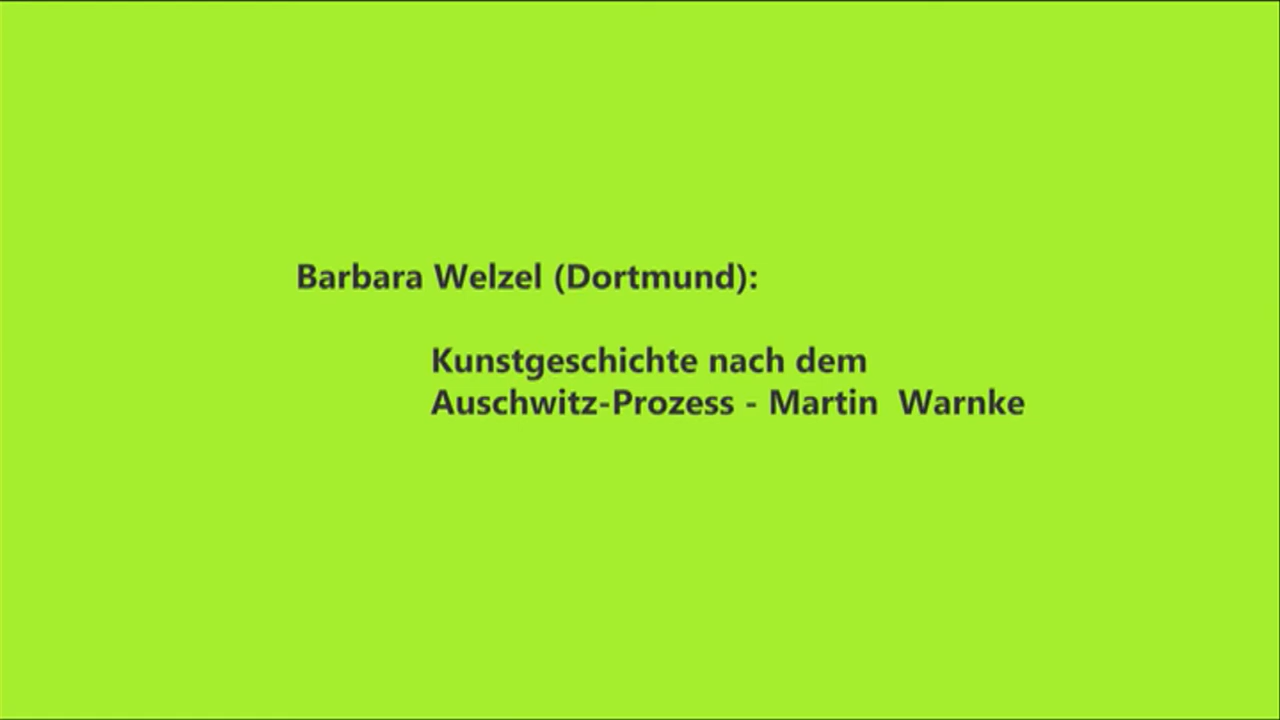 Barbara Welzel (Dortmund):
Kunstgeschichte nach dem
Auschwitz-Prozess - Martin  Warnke